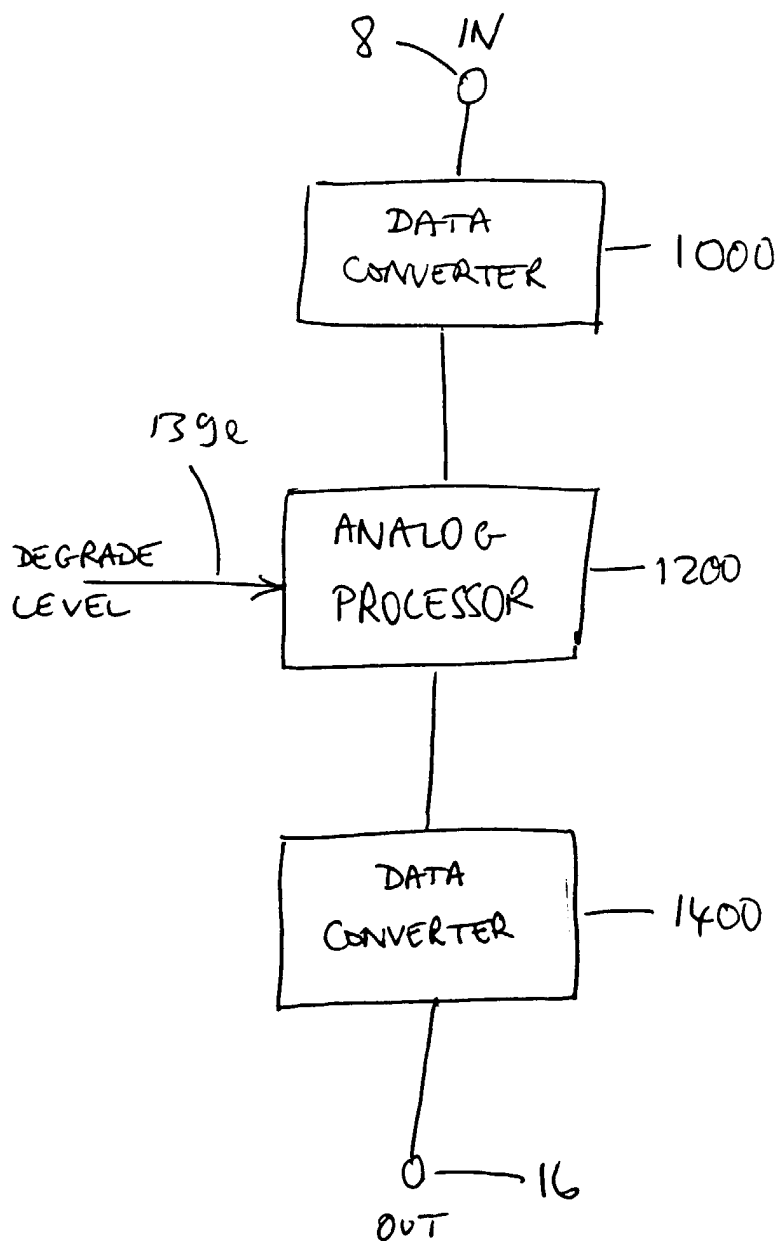 8 IN
DATA
CONVERTER
1000
139e
DEGRADE
LEVEL
ANALOG
PROCESSOR
1200
DATA
CONVERTER
1400
16
OUT